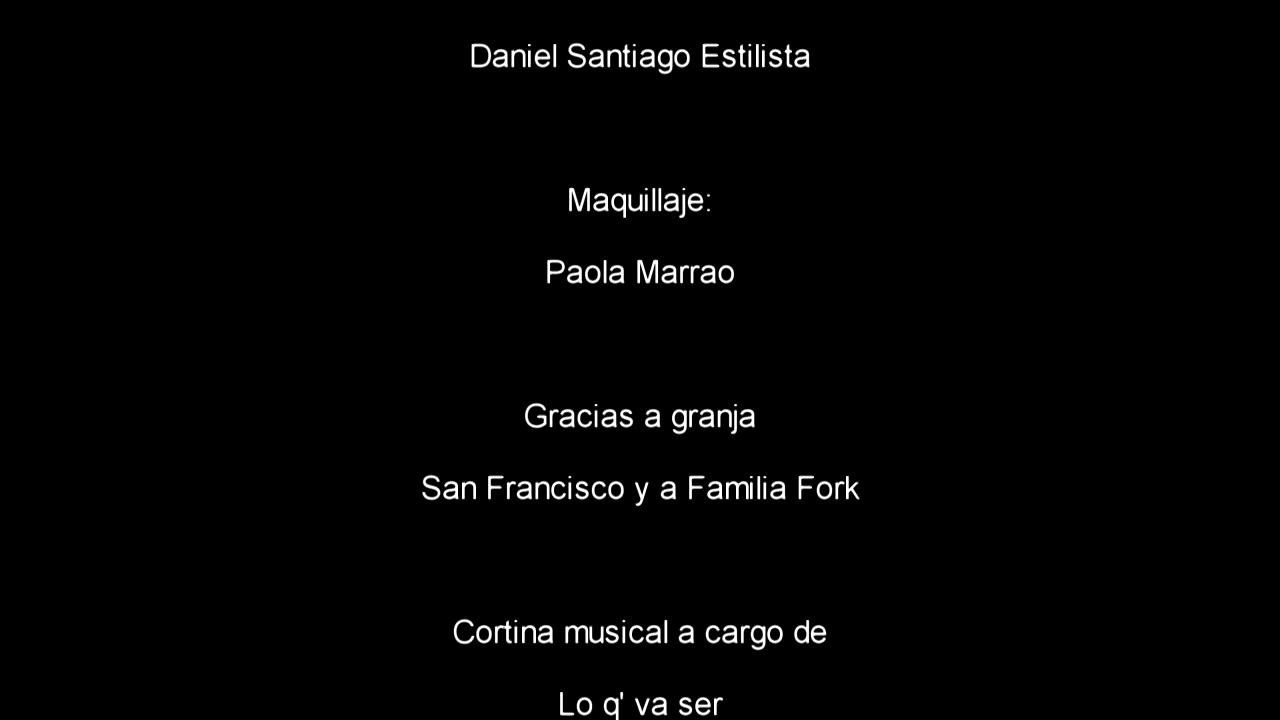 Daniel Santiago Estilista
Maquillaje:
Paola Marrao
Gracias a granja
San Francisco y a Familia Fork
Cortina musical a cargo de
Lo q' va ser